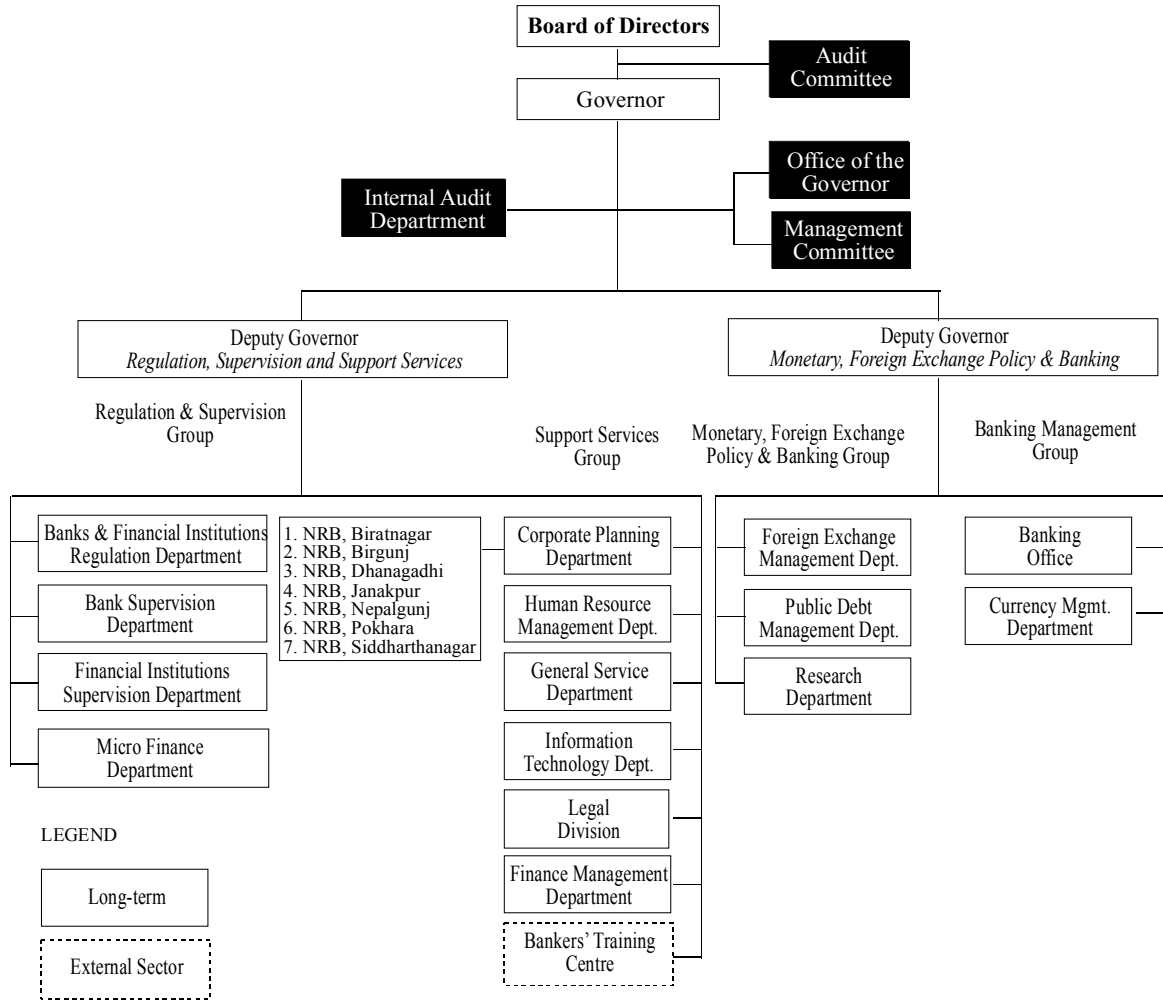 Board of Directors
Audit
Committee
Governor
Office of the
Governor
Internal Audit
Departrment
Management
Committee
Deputy Governor
Regulation, Supervision and Support Services
Deputy Governor
Monetary, Foreign Exchange Policy & Banking
Regulation & Supervision
Group
Support Services
Group
Monetary, Foreign Exchange
Policy & Banking Group
Banking Management
Group
Banks & Financial Institutions
Regulation Department
Bank Supervision
Department
Financial Institutions
Supervision Department
Micro Finance
Department
1. NRB, Biratnagar
2. NRB, Birgunj
3. NRB, Dhanagadhi
4. NRB, Janakpur
5. NRB, Nepalgunj
6. NRB, Pokhara
7. NRB, Siddharthanagar
Corporate Planning
Department
Human Resource
Management Dept.
General Service
Department
Information
Technology Dept.
Legal
Division
Finance Management
Department
Bankers’ Training
Centre
Foreign Exchange
Management Dept.
Public Debt
Management Dept.
Research
Department
Banking
Office
Currency Mgmt.
Department
LEGEND
Long-term
External Sector